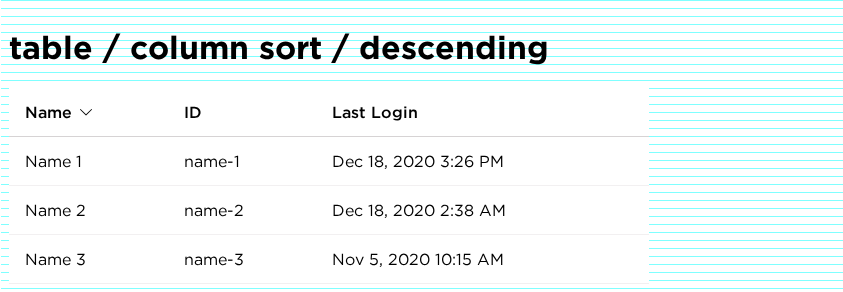 table / column sort / descending
Name ID Last Login
Name 1 name-1 Dec 18, 2020 3:26 PM
Name 2 name-2 Dec 18, 2020 2:38 AM
Name 3 name-3 Nov 5, 2020 10:15 AM